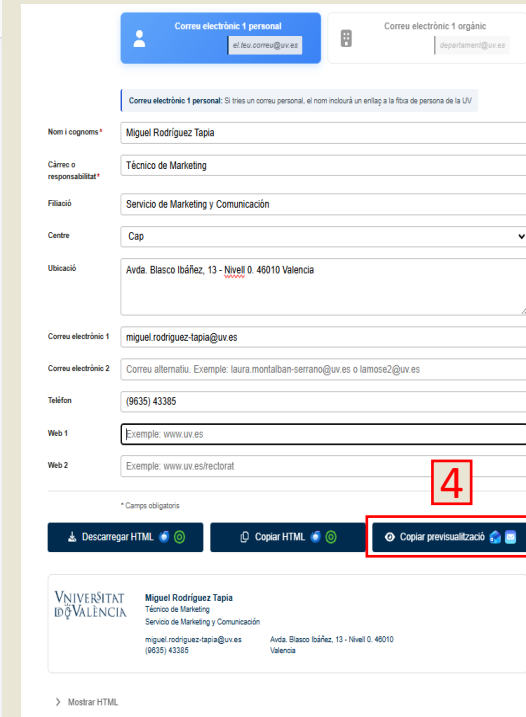 Correu electrònic 1 personal
el.teu.correu@uv.es
Correu electrònic 1 orgànic
departament@uv.es
Correu electrònic 1 personal: Si tries un correu personal, el nom inclourà un enllaç a la fitxa de persona de la UV
Nom i cognoms *
Miguel Rodríguez Tapia
Càrrec o responsabilitat *
Técnico de Marketing
Filiació
Servicio de Marketing y Comunicación
Centre
Cap
Ubicació
Avda. Blasco Ibáñez, 13 - Nivell 0. 46010 Valencia
Correu electrònic 1
miguel.rodriguez-tapia@uv.es
Correu electrònic 2
Correu alternatiu. Exemple: laura.montalban-serrano@uv.es o lamose2@uv.es
Telèfon
(9635) 43385
Web 1
Exemple: www.uv.es
Web 2
Exemple: www.uv.es/rectorat
4
* Camps obligatoris
Descarregar HTML
Copiar HTML
Copiar previsualització
VNIVERSITAT
DE VALÈNCIA
Miguel Rodríguez Tapia
Técnico de Marketing
Servicio de Marketing y Comunicación
miguel.rodriguez-tapia@uv.es
(9635) 43385
Avda. Blasco Ibáñez, 13 - Nivell 0. 46010
Valencia
Mostrar HTML